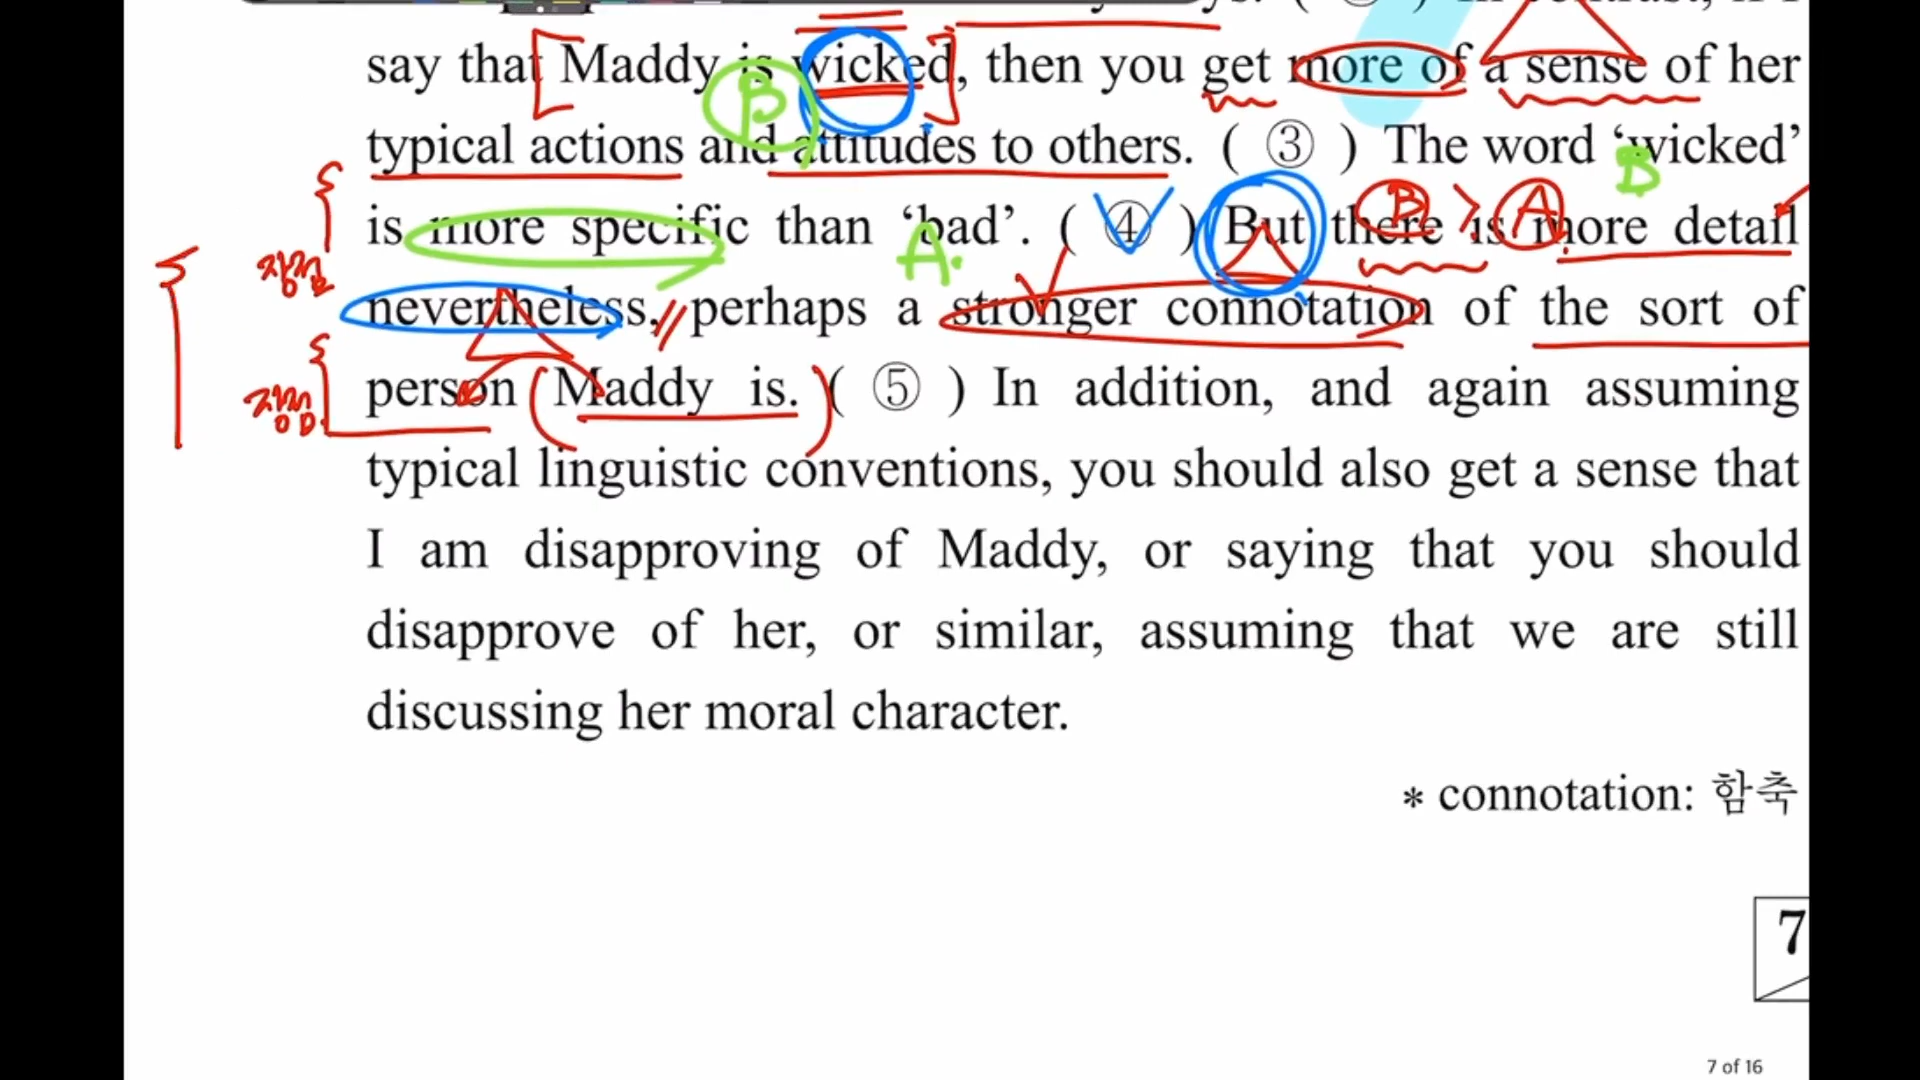 say that Maddy is wicked, then you get more of a sense of her
B
typical actions and attitudes to others. ( ③ ) The word ‘wicked’
B
B > A
is more specific than ‘bad’. ( ④ ) But there is more detail
장점
A.
nevertheless, perhaps a stronger connotation of the sort of
person Maddy is. ( ⑤ ) In addition, and again assuming
typical linguistic conventions, you should also get a sense that
I am disapproving of Maddy, or saying that you should
disapprove of her, or similar, assuming that we are still
discussing her moral character.
* connotation: 함축
7
7 of 16